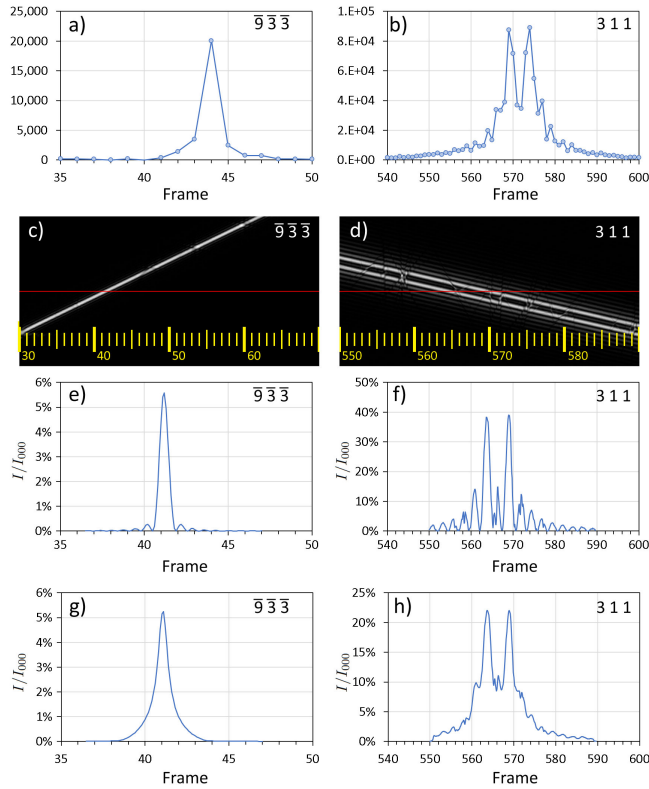 a)
9̅ 3̅ 3̅
25,000
20,000
15,000
10,000
5,000
0
35 40 45 50
Frame
b)
3 1 1
1.E+05
8.E+04
6.E+04
4.E+04
2.E+04
0.E+00
540 550 560 570 580 590 600
Frame
c)
9̅ 3̅ 3̅
30 40 50 60
d)
3 1 1
550 560 570 580
e)
9̅ 3̅ 3̅
6%
5%
4%
3%
2%
1%
0%
I/I000
35 40 45 50
Frame
f)
3 1 1
50%
40%
30%
20%
10%
0%
I/I000
540 550 560 570 580 590 600
Frame
g)
9̅ 3̅ 3̅
6%
5%
4%
3%
2%
1%
0%
I/I000
35 40 45 50
Frame
h)
3 1 1
25%
20%
15%
10%
5%
0%
I/I000
540 550 560 570 580 590 600
Frame